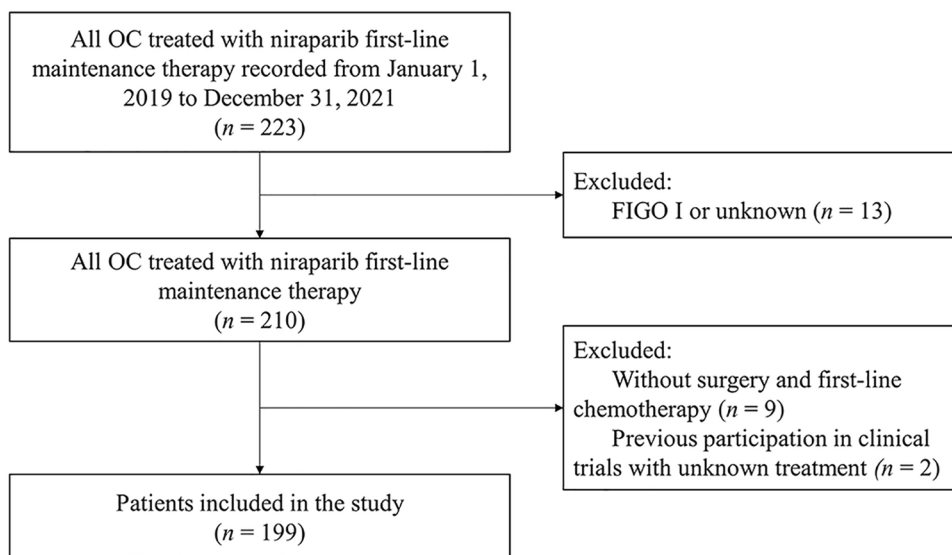 All OC treated with niraparib first-line
maintenance therapy recorded from January 1,
2019 to December 31, 2021
(n = 223)
Excluded:
FIGO I or unknown (n = 13)
All OC treated with niraparib first-line
maintenance therapy
(n = 210)
Excluded:
Without surgery and first-line
chemotherapy (n = 9)
Previous participation in clinical
trials with unknown treatment (n = 2)
Patients included in the study
(n = 199)